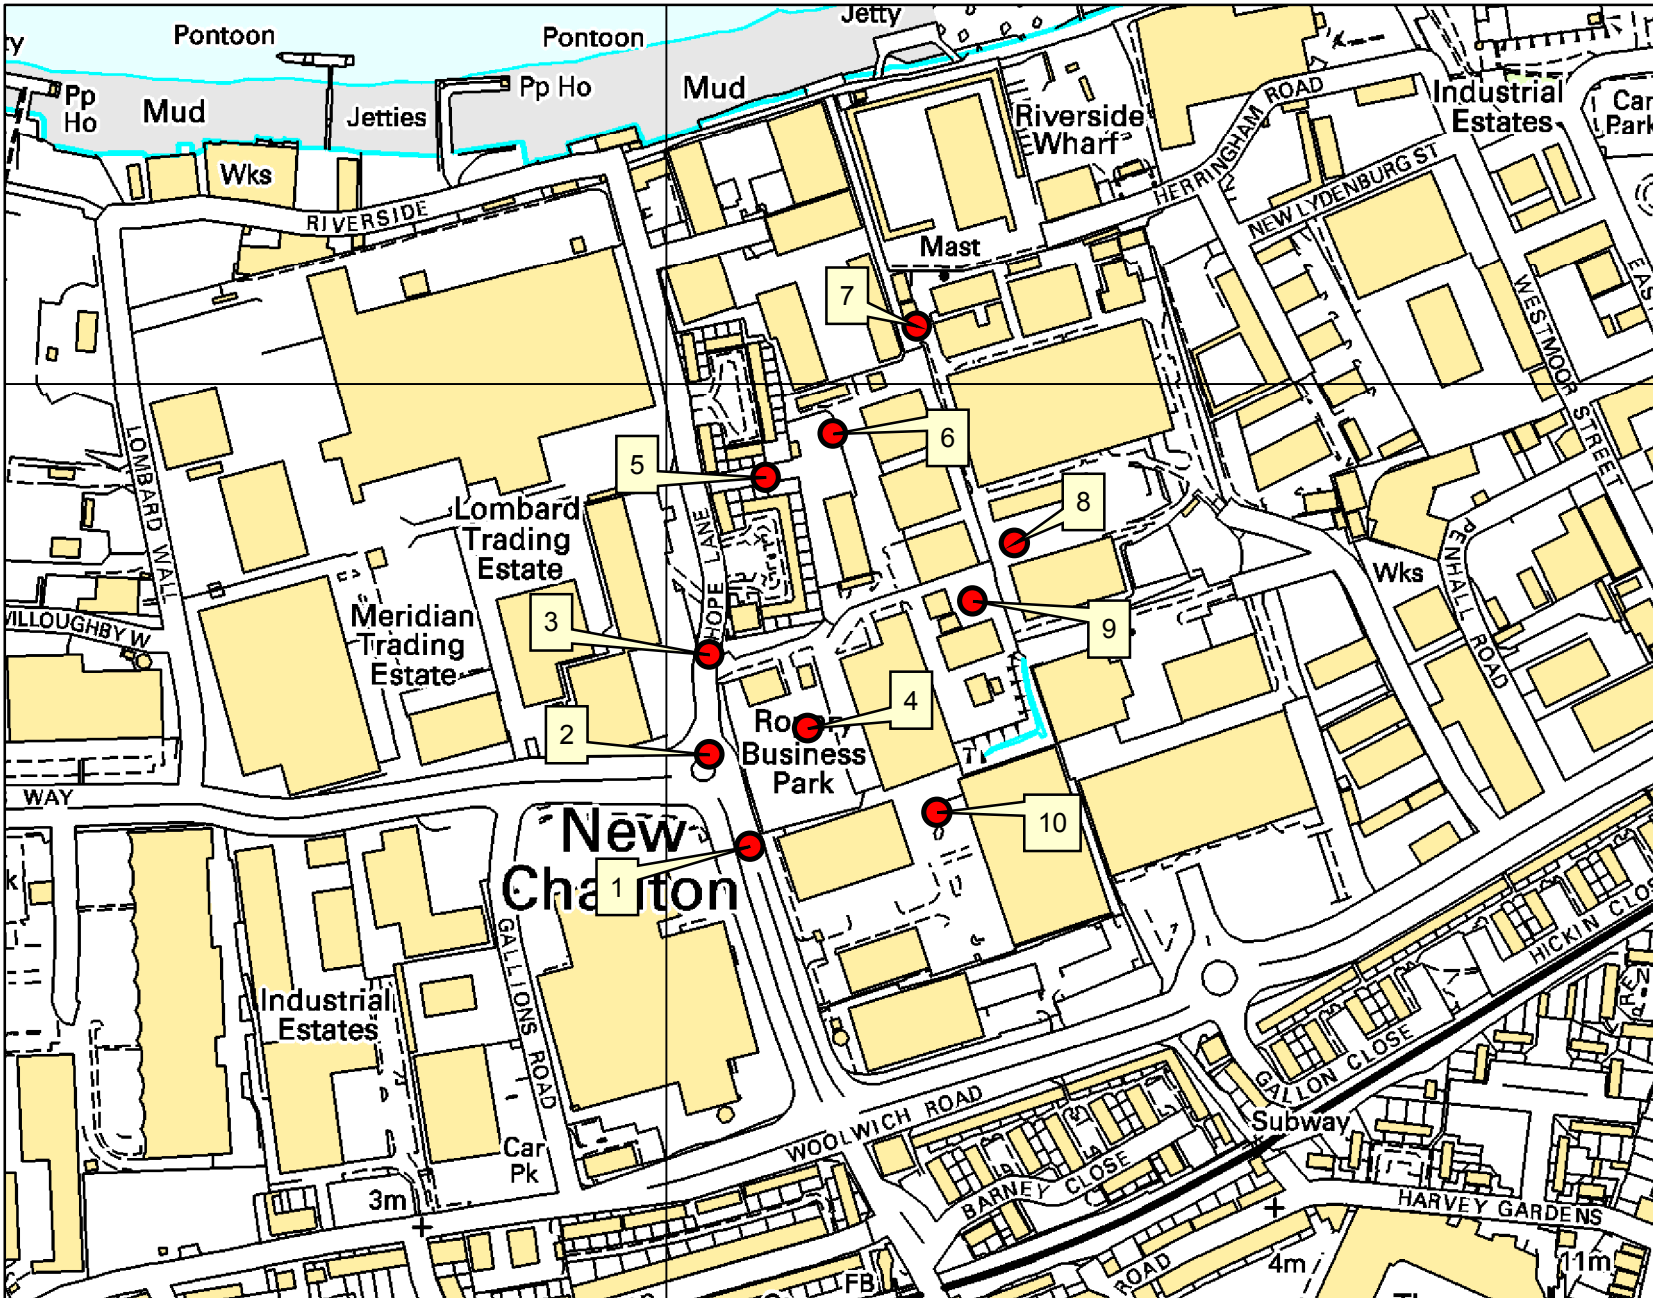 Jetty
Pontoon
Pontoon
Pp
Ho
Mud
Jetties
Pp Ho
Mud
Riverside
Wharf
HERRINGHAM ROAD
Industrial
Estates
Car
Park
Wks
RIVERSIDE
NEW LYDENBURG ST
Mast
7
WESTMOOR STREET
LOMBARD WALL
6
5
8
Lombard
Trading
Estate
HOPE LANE
PENHALL ROAD
Wks
Meridian
Trading
Estate
3
9
4
2
Business
Park
WAY
New
10
1
GALLIONS ROAD
HICKIN CLOS
Industrial
Estates
GALLON CLOSE
WOOLWICH ROAD
Subway
Car
Pk
BARNEY CLOSE
3m
HARVEY GARDENS
ROAD
4m
11m
FB